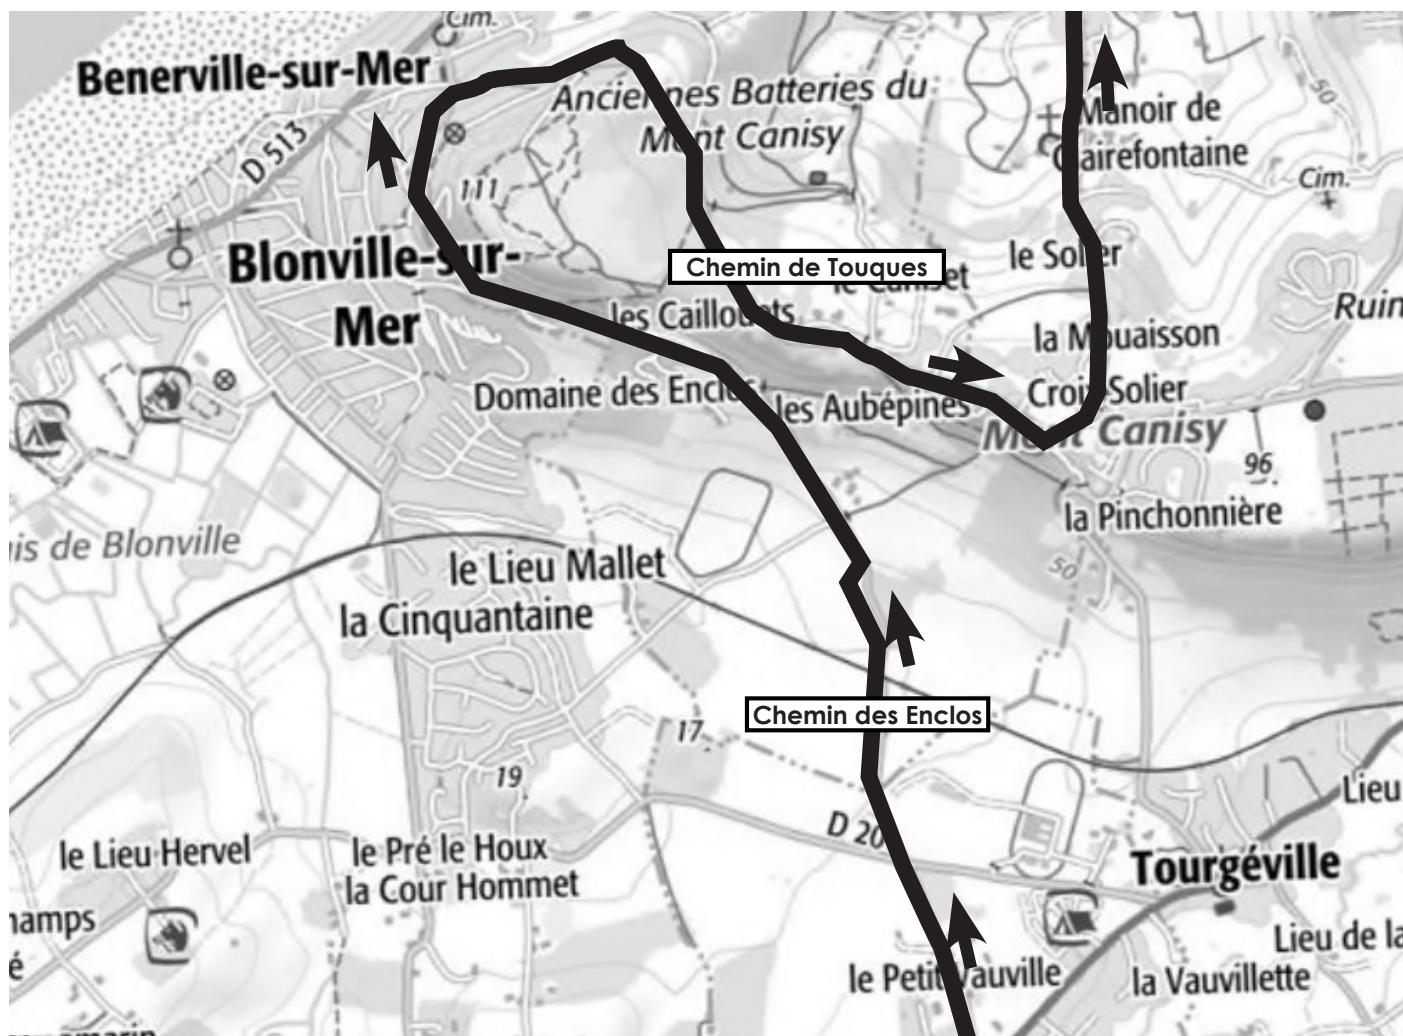 Cim.
Benerville-sur-Mer
Anciennes Batteries du
Mont Canisy
50
Manoir de
Clairefontaine
D 513
111
Cim.
Blonville-sur-
Mer
Chemin de Touques
le Solier
les Caillouets
Ruin
la Mouaisson
Domaine des Enclos
les Aubépines
Croix Solier
Mont Canisy
96
la Pinchonnière
is de Blonville
le Lieu Mallet
50
la Cinquantaine
Chemin des Enclos
17
19
Lieu
D 20
le Lieu Hervel
le Pré le Houx
la Cour Hommet
Tourgéville
hamps
Lieu de la
é
le Petit Vauville
la Vauvillette